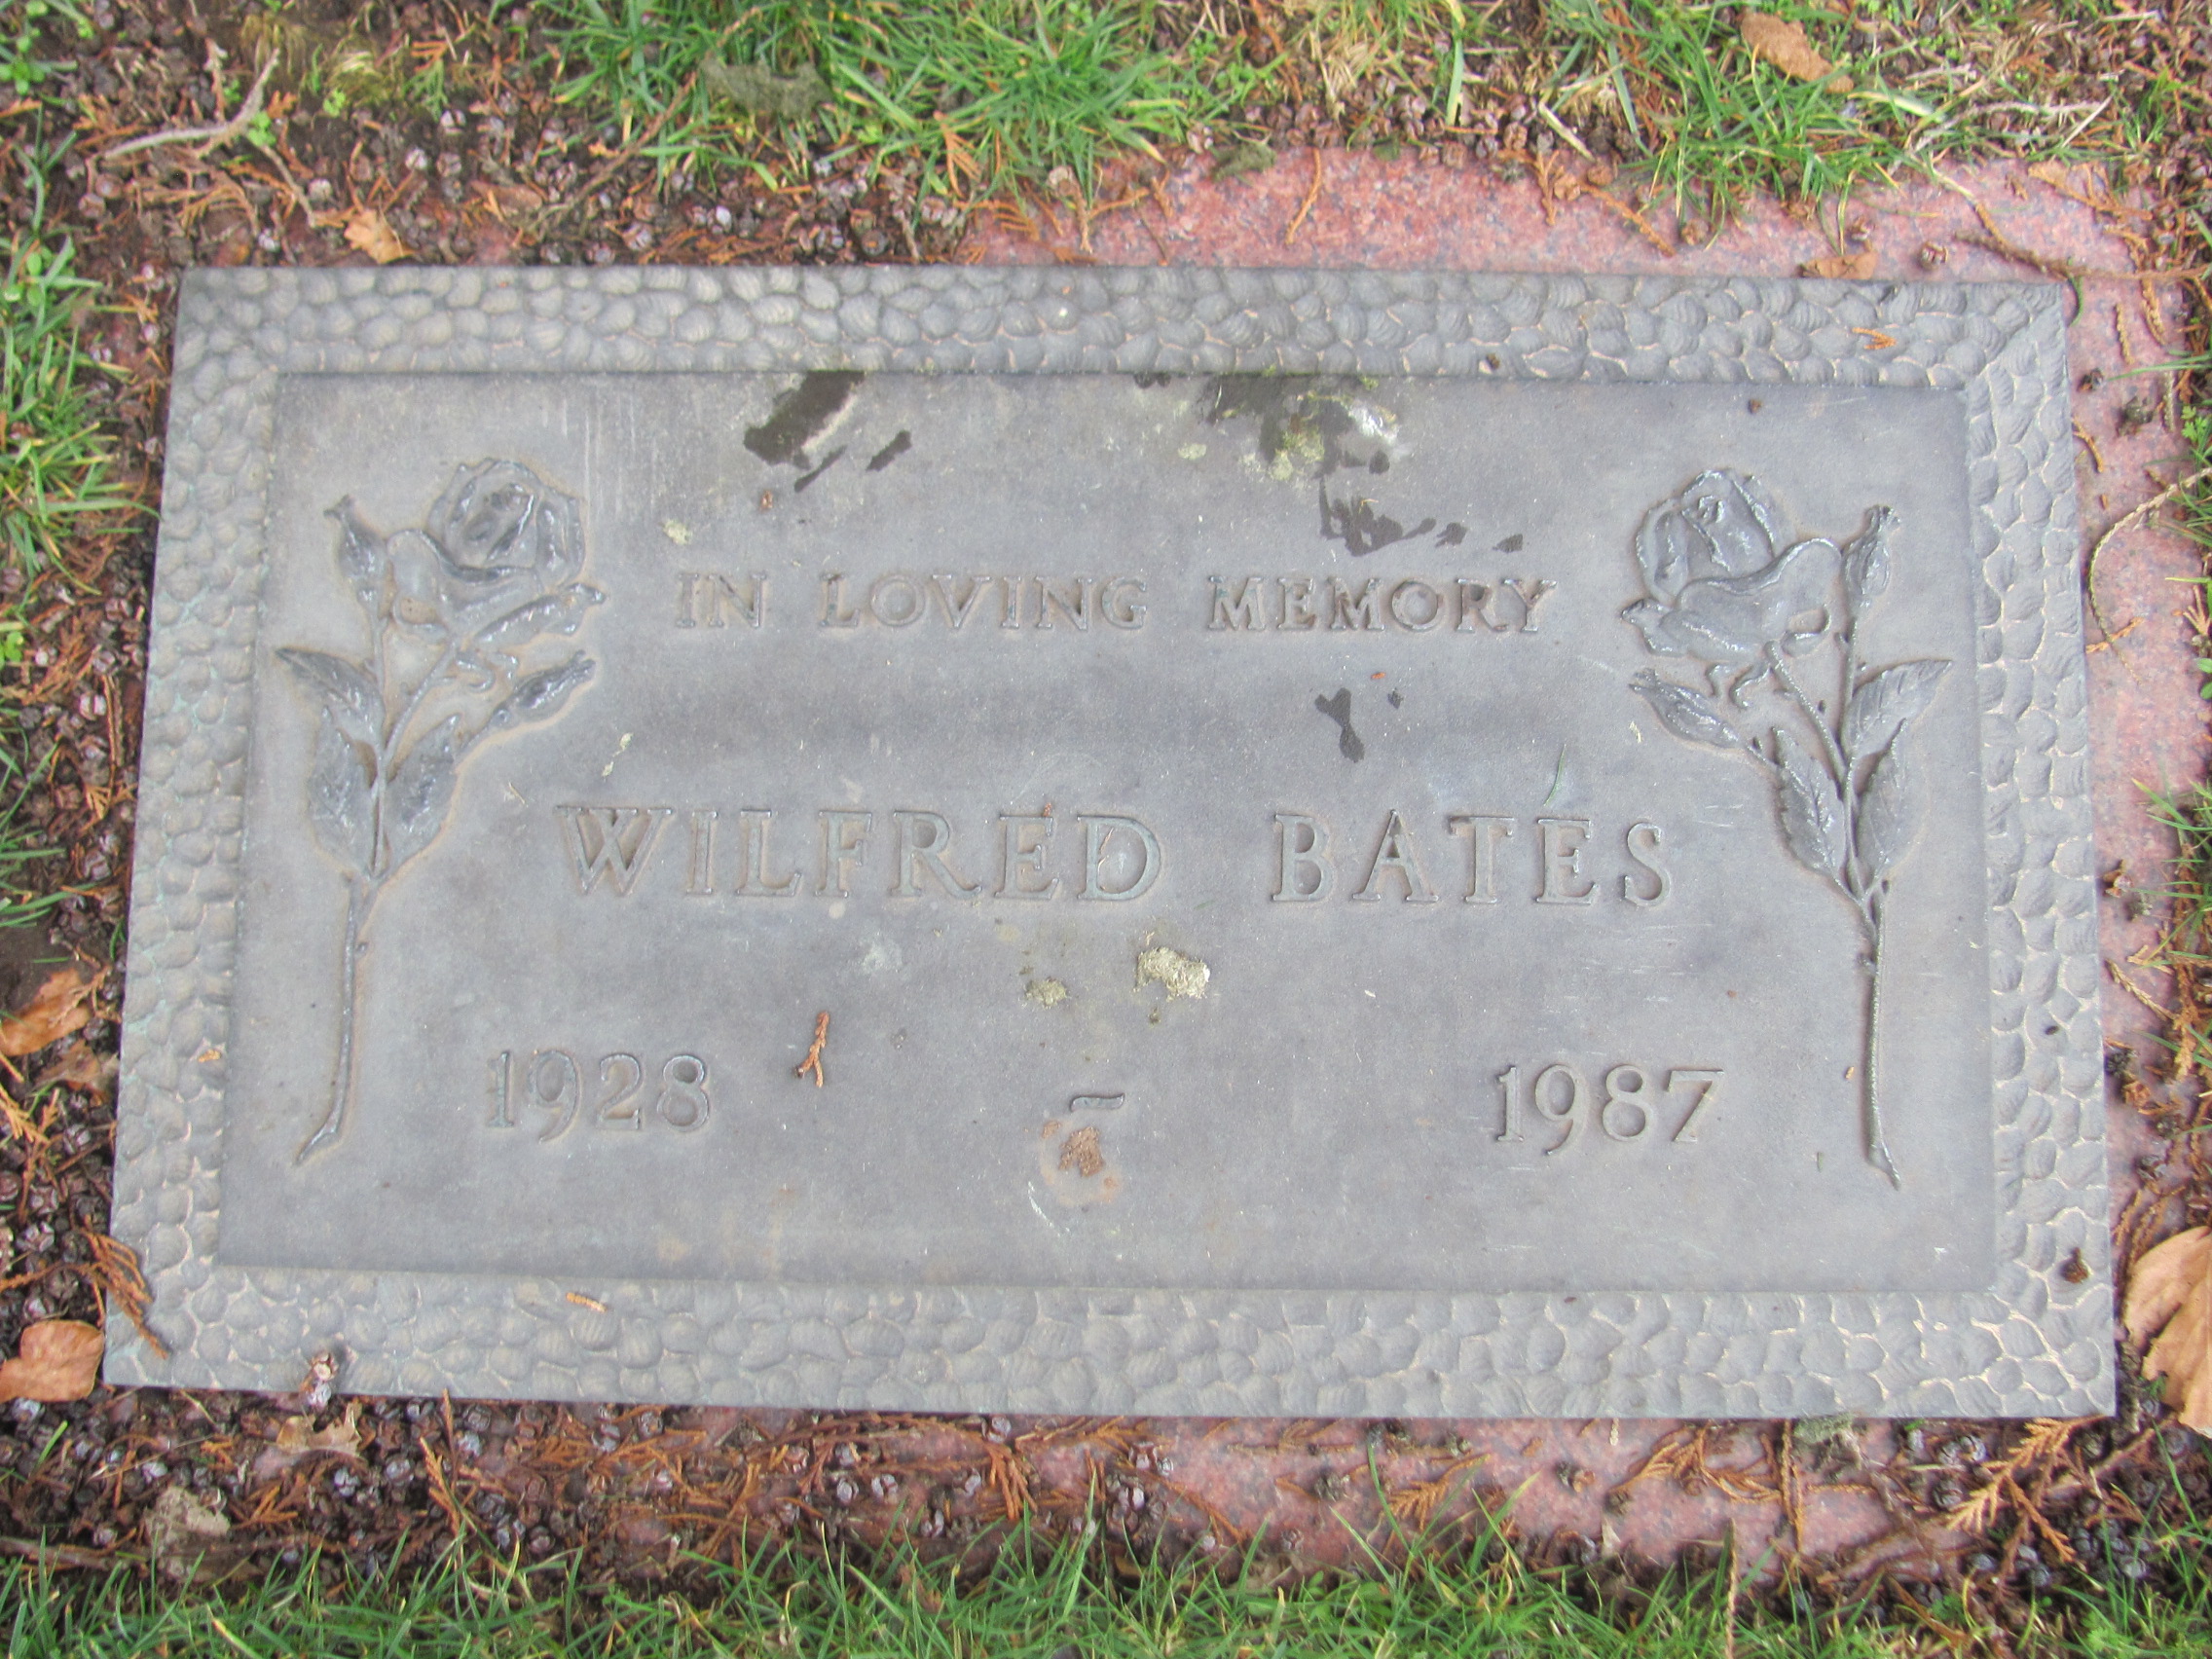 IN LOVING MEMORY
WILFRED BATES
1928 - 1987